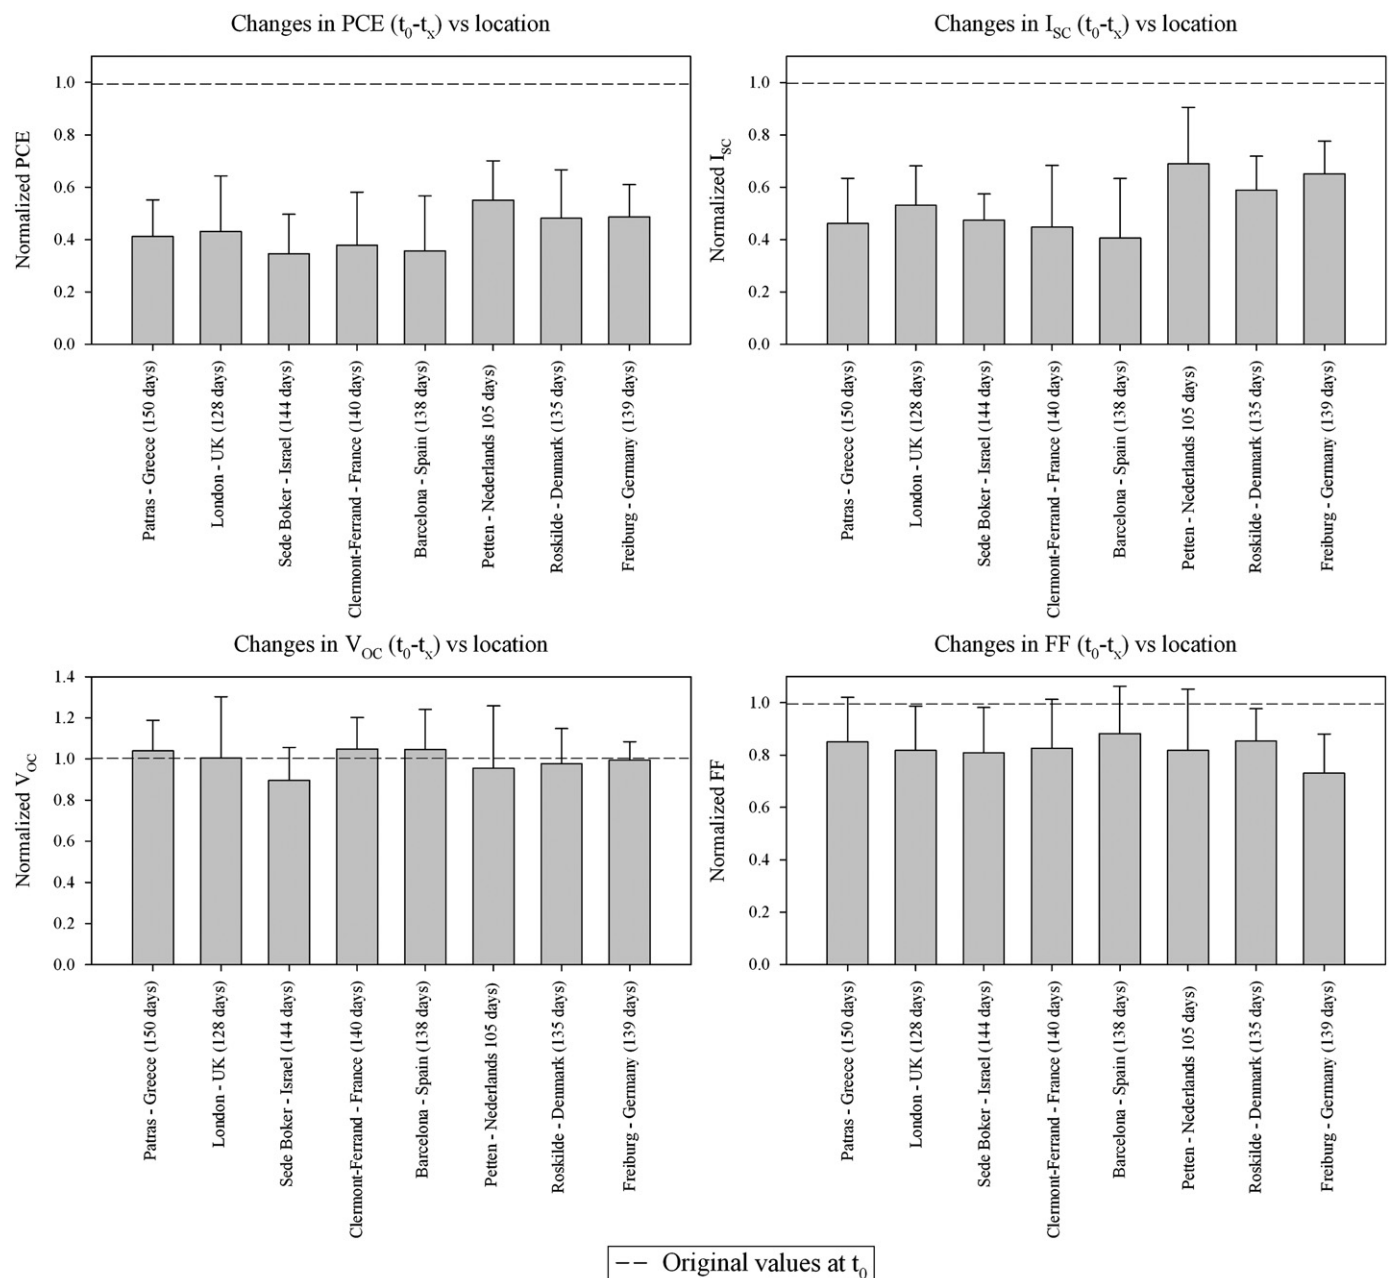 Changes in PCE (t0-tx) vs location
Normalized PCE
1.0
0.8
0.6
0.4
0.2
0.0
Patras - Greece (150 days)
London - UK (128 days)
Sede Boker - Israel (144 days)
Clermont-Ferrand - France (140 days)
Barcelona - Spain (138 days)
Petten - Nederlands 105 days)
Roskilde - Denmark (135 days)
Freiburg - Germany (139 days)
Changes in ISC (t0-tx) vs location
Normalized ISC
1.0
0.8
0.6
0.4
0.2
0.0
Patras - Greece (150 days)
London - UK (128 days)
Sede Boker - Israel (144 days)
Clermont-Ferrand - France (140 days)
Barcelona - Spain (138 days)
Petten - Nederlands 105 days)
Roskilde - Denmark (135 days)
Freiburg - Germany (139 days)
Changes in VOC (t0-tx) vs location
Normalized VOC
1.4
1.2
1.0
0.8
0.6
0.4
0.2
0.0
Patras - Greece (150 days)
London - UK (128 days)
Sede Boker - Israel (144 days)
Clermont-Ferrand - France (140 days)
Barcelona - Spain (138 days)
Petten - Nederlands 105 days)
Roskilde - Denmark (135 days)
Freiburg - Germany (139 days)
Changes in FF (t0-tx) vs location
Normalized FF
1.0
0.8
0.6
0.4
0.2
0.0
Patras - Greece (150 days)
London - UK (128 days)
Sede Boker - Israel (144 days)
Clermont-Ferrand - France (140 days)
Barcelona - Spain (138 days)
Petten - Nederlands 105 days)
Roskilde - Denmark (135 days)
Freiburg - Germany (139 days)
Original values at t0